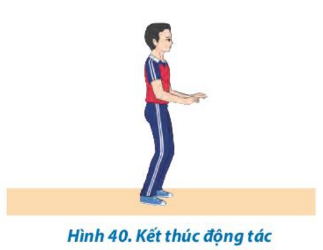 Hình 40. Kết thúc động tác